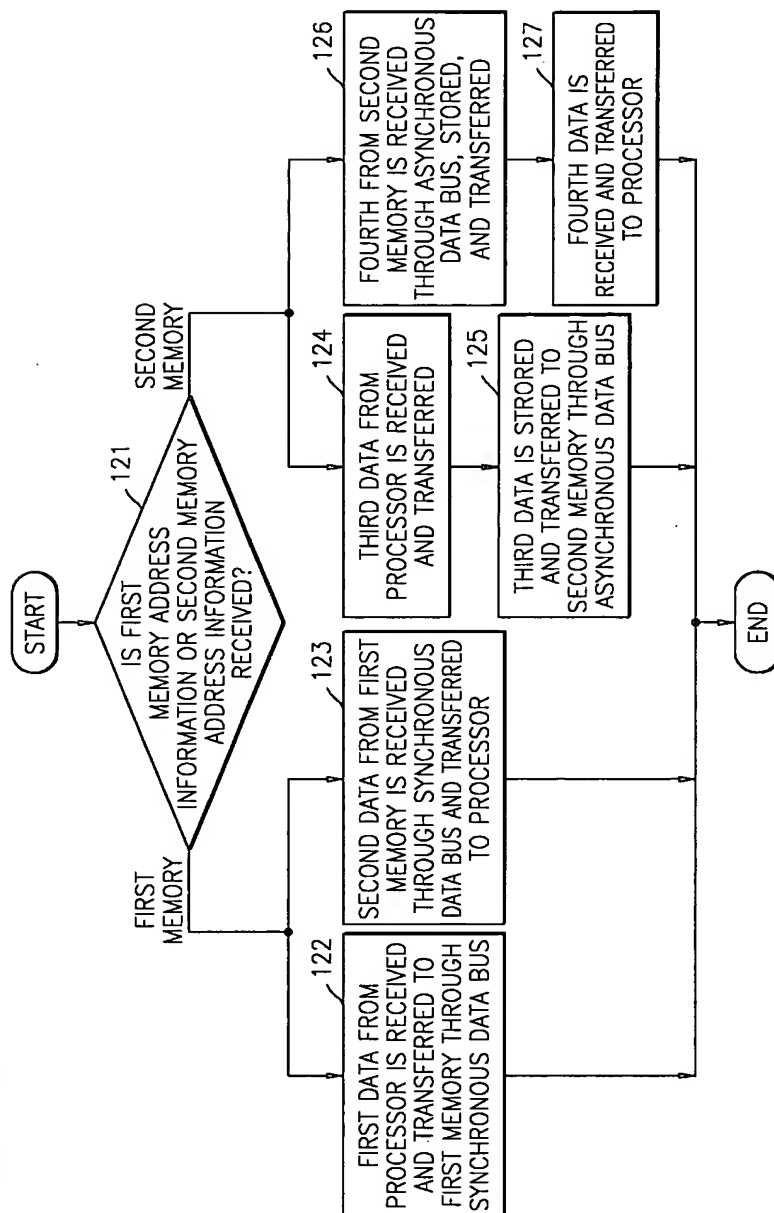 START
121
IS FIRST
MEMORY ADDRESS
INFORMATION OR SECOND MEMORY
ADDRESS INFORMATION
RECEIVED?
FIRST
MEMORY
SECOND
MEMORY
122
FIRST DATA FROM
PROCESSOR IS RECEIVED
AND TRANSFERRED TO
FIRST MEMORY THROUGH
SYNCHRONOUS DATA BUS
123
SECOND DATA FROM FIRST
MEMORY IS RECEIVED
THROUGH SYNCHRONOUS
DATA BUS AND TRANSFERRED
TO PROCESSOR
124
THIRD DATA FROM
PROCESSOR IS RECEIVED
AND TRANSFERRED
125
THIRD DATA IS STRORED
AND TRANSFERRED TO
SECOND MEMORY THROUGH
ASYNCHRONOUS DATA BUS
126
FOURTH FROM SECOND
MEMORY IS RECEIVED
THROUGH ASYNCHRONOUS
DATA BUS, STORED,
AND TRANSFERRED
127
FOURTH DATA IS
RECEIVED AND TRANSFERRED
TO PROCESSOR
END